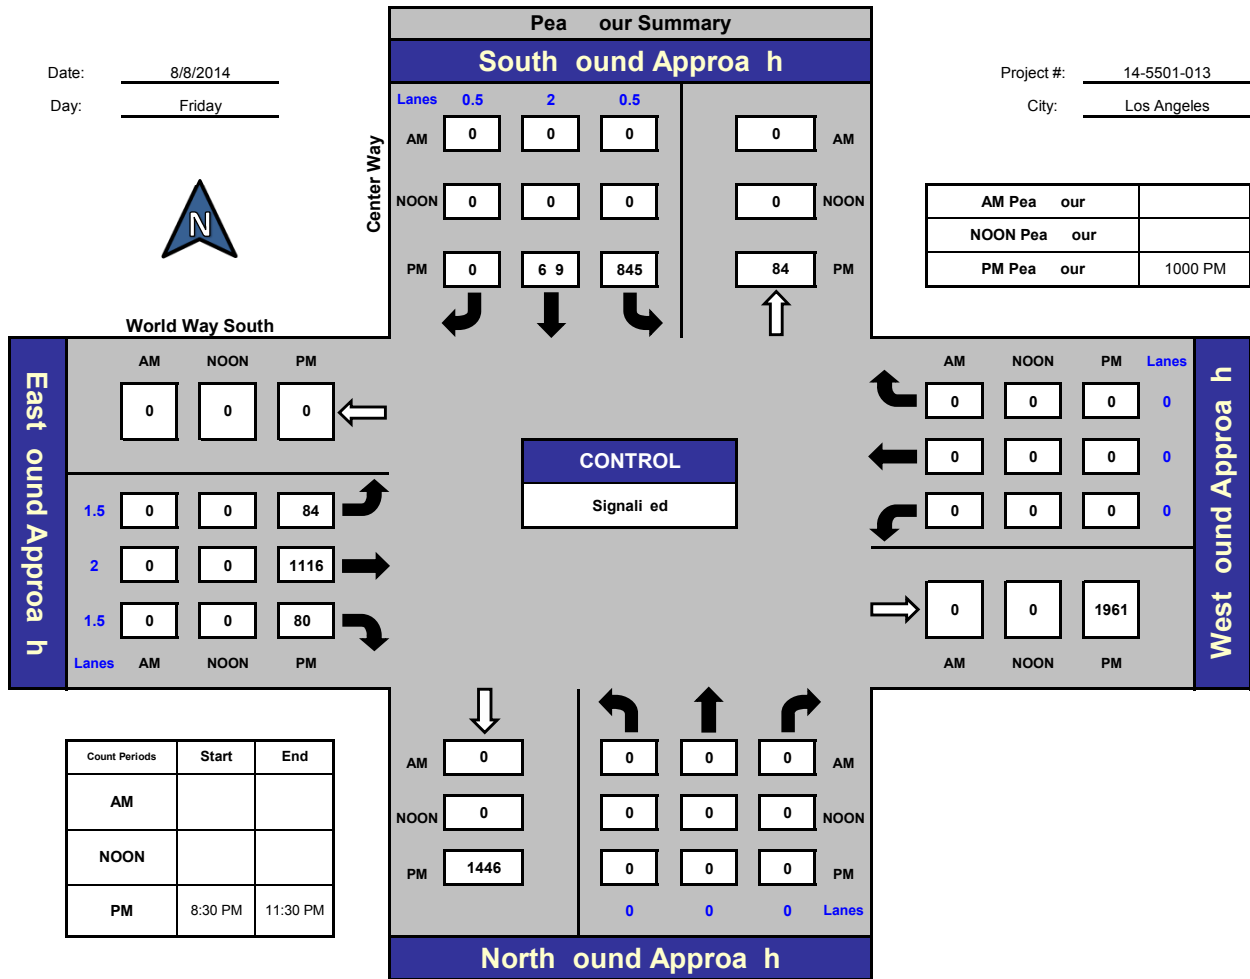 Pea our Summary
South ound Approa h
Date: 8/8/2014
Day: Friday
Project #: 14-5501-013
City: Los Angeles
N
Center Way
Lanes 0.5 2 0.5
AM 0 0 0 0 AM
NOON 0 0 0 0 NOON
PM 0 6 9 845 84 PM
AM Pea our
NOON Pea our
PM Pea our 1000 PM
World Way South
East ound Approa h
AM NOON PM
0 0 0
1.5 0 0 84
2 0 0 1116
1.5 0 0 80
Lanes AM NOON PM
CONTROL
Signali ed
AM NOON PM Lanes
0 0 0 0
0 0 0 0
0 0 0 0
0 0 1961
AM NOON PM
West ound Approa h
Count Periods Start End
AM
NOON
PM 8:30 PM 11:30 PM
AM 0 0 0 0 AM
NOON 0 0 0 0 NOON
PM 1446 0 0 0 PM
0 0 0 Lanes
North ound Approa h